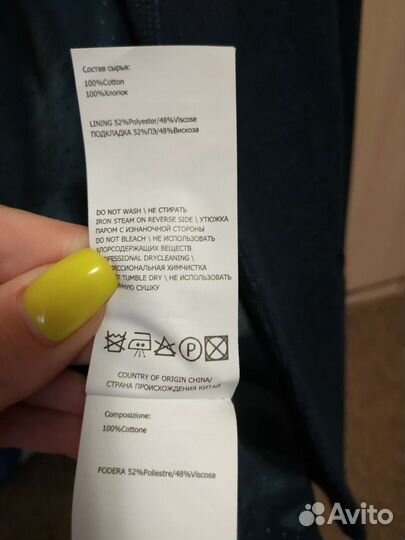 Состав сырья:
100%Cotton
100%Хлопок
LINING 52%Polyester/48%Viscose
ПОДКЛАДКА 52%ПЭ/48%Вискоза
DO NOT WASH \ НЕ СТИРАТЬ
IRON STEAM ON REVERSE SIDE \ УТЮЖКА
ПАРОМ С ИЗНАНОЧНОЙ СТОРОНЫ
DO NOT BLEACH \ НЕ ИСПОЛЬЗОВАТЬ
ХЛОРСОДЕРЖАЩИХ ВЕЩЕСТВ
DRYCLEANING \
ХИМЧИСТКА
TUMBLE DRY \ НЕ ИСПОЛЬЗОВАТЬ
СУШКУ
P
COUNTRY OF ORIGIN CHINA/
СТРАНА ПРОИСХОЖДЕНИЯ КИТАЙ
Composizione:
100%Cottone
FODERA 52%Poliestre/48%Viscosa
Avito